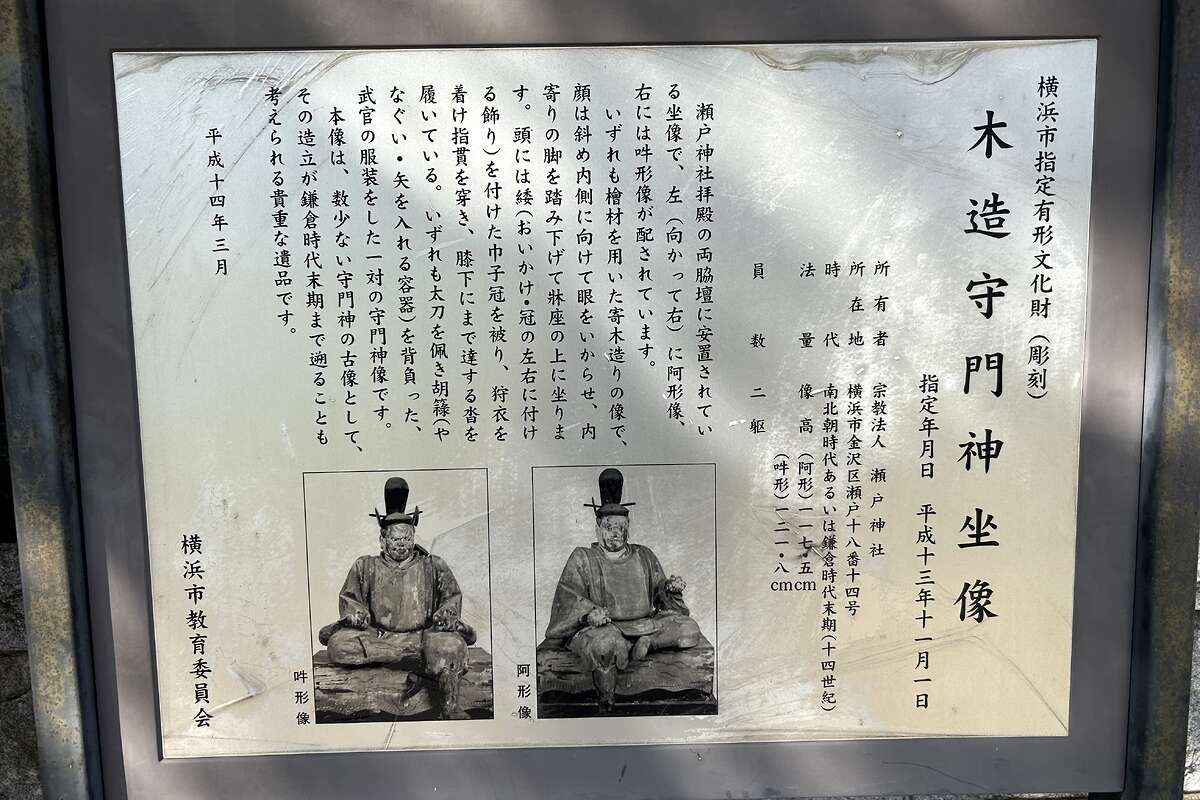 横浜市指定有形文化財（彫刻）
木造守門神坐像
指定年月日 平成十三年十一月一日
所有者 宗教法人 瀬戸神社
所在地 横浜市金沢区瀬戸十八番十四号
時代 南北朝時代あるいは鎌倉時代末期(十四世紀)
法量 像高（阿形）一一七・五cm
（吽形）一二一・八cm
員数 二躯
瀬戸神社拝殿の両脇壇に安置されてい
る坐像で、左（向かって右）に阿形像、
右には吽形像が配されています。
いずれも檜材を用いた寄木造りの像で、
顔は斜め内側に向けて眼をいからせ、内
寄りの脚を踏み下げて牀座の上に坐りま
す。頭には緌(おいかけ・冠の左右に付け
る飾り)を付けた巾子冠を被り、狩衣を
着け指貫を穿き、膝下にまで達する沓を
履いている。いずれも太刀を佩き胡籙(や
なぐい・矢を入れる容器)を背負った、
武官の服装をした一対の守門神像です。
本像は、数少ない守門神の古像として、
その造立が鎌倉時代末期まで遡ることも
考えられる貴重な遺品です。
平成十四年三月
横浜市教育委員会
阿形像
吽形像